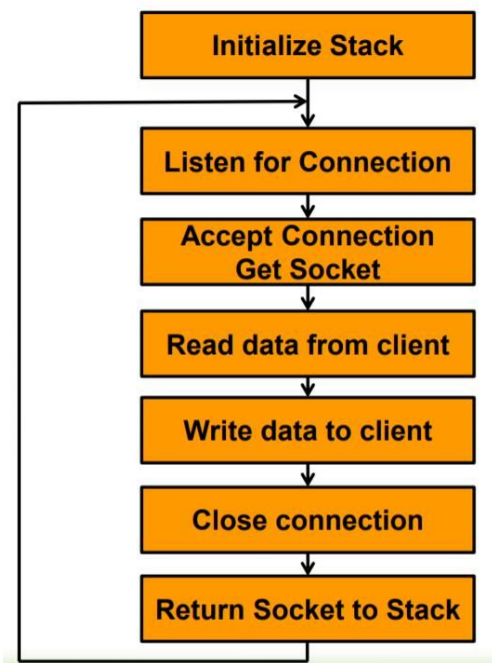 Initialize Stack
Listen for Connection
Accept Connection
Get Socket
Read data from client
Write data to client
Close connection
Return Socket to Stack